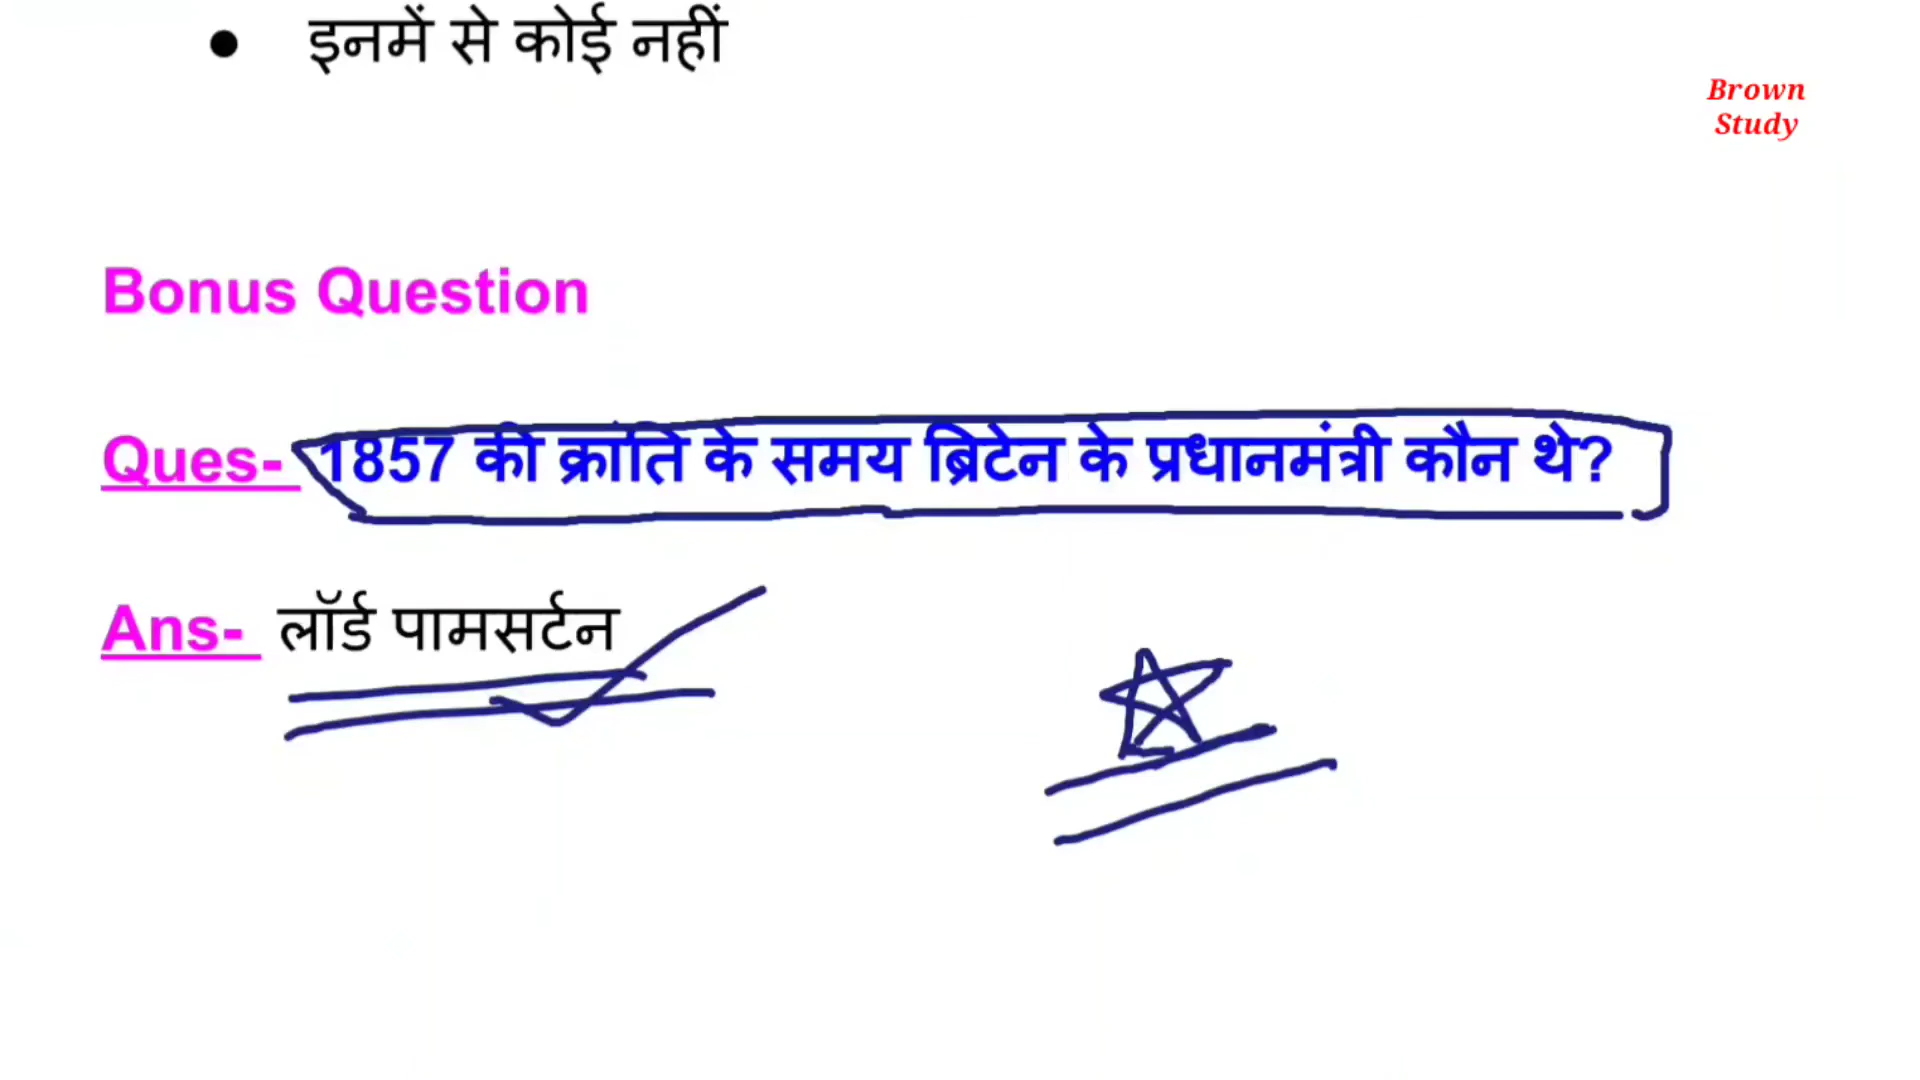 • इनमें से कोई नहीं
Brown
Study
Bonus Question
Ques- 1857 की क्रांति के समय ब्रिटेन के प्रधानमंत्री कौन थे?
Ans- लॉर्ड पामसर्टन